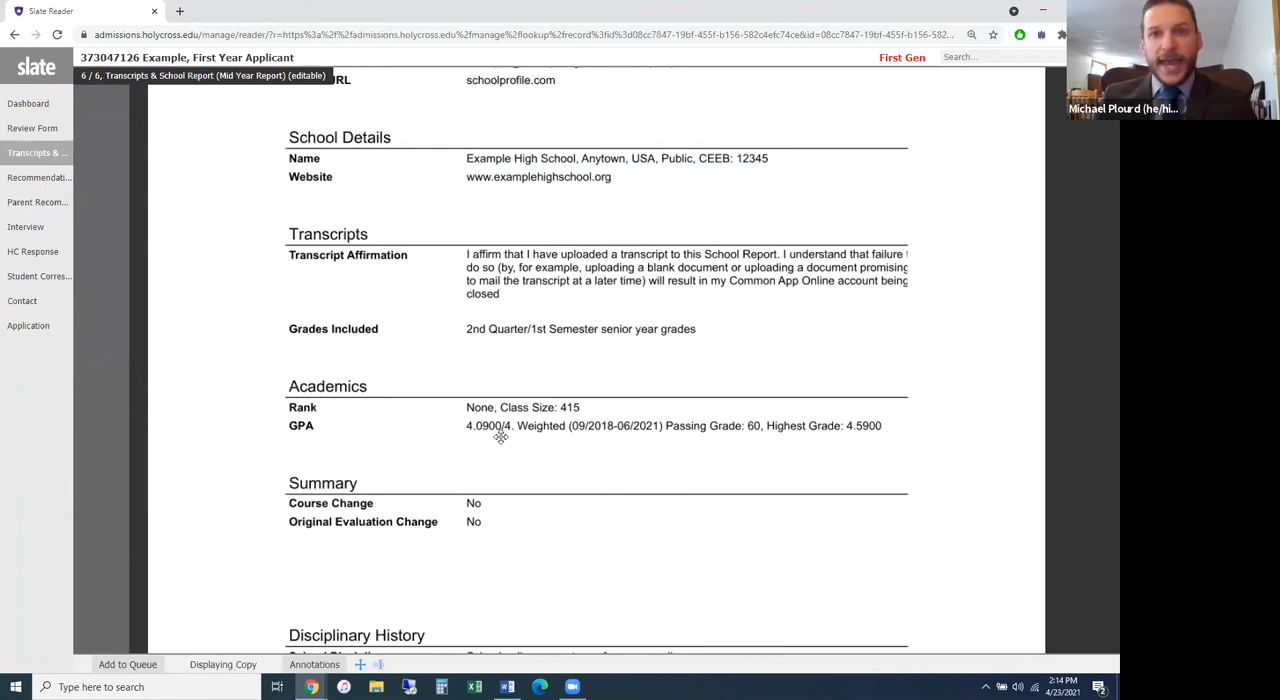 Slate Reader
admissions.holycross.edu/manage/reader/?r=https%3a%2f%2fadmissions.holycross.edu%2fmanage%2flookup%2frecord%3fid%3d08cc7847-19bf-455f-b156-582c4efc74ce&id=08cc7847-19bf-455f-b156-582...
373047126 Example, First Year Applicant
First Gen
Search...
slate
6 / 6, Transcripts & School Report (Mid Year Report) (editable)
Dashboard
Review Form
Transcripts & ...
Recommendati...
Parent Recom...
Interview
HC Response
Student Corres...
Contact
Application
URL
schoolprofile.com
School Details
Name Example High School, Anytown, USA, Public, CEEB: 12345
Website www.examplehighschool.org
Transcripts
Transcript Affirmation I affirm that I have uploaded a transcript to this School Report. I understand that failure
do so (by, for example, uploading a blank document or uploading a document promising
to mail the transcript at a later time) will result in my Common App Online account being
closed
Grades Included 2nd Quarter/1st Semester senior year grades
Academics
Rank None, Class Size: 415
GPA 4.0900/4. Weighted (09/2018-06/2021) Passing Grade: 60, Highest Grade: 4.5900
Summary
Course Change No
Original Evaluation Change No
Disciplinary History
Add to Queue
Displaying Copy
Annotations
Michael Plourd (he/hi...
Type here to search
2:14 PM
4/23/2021
2